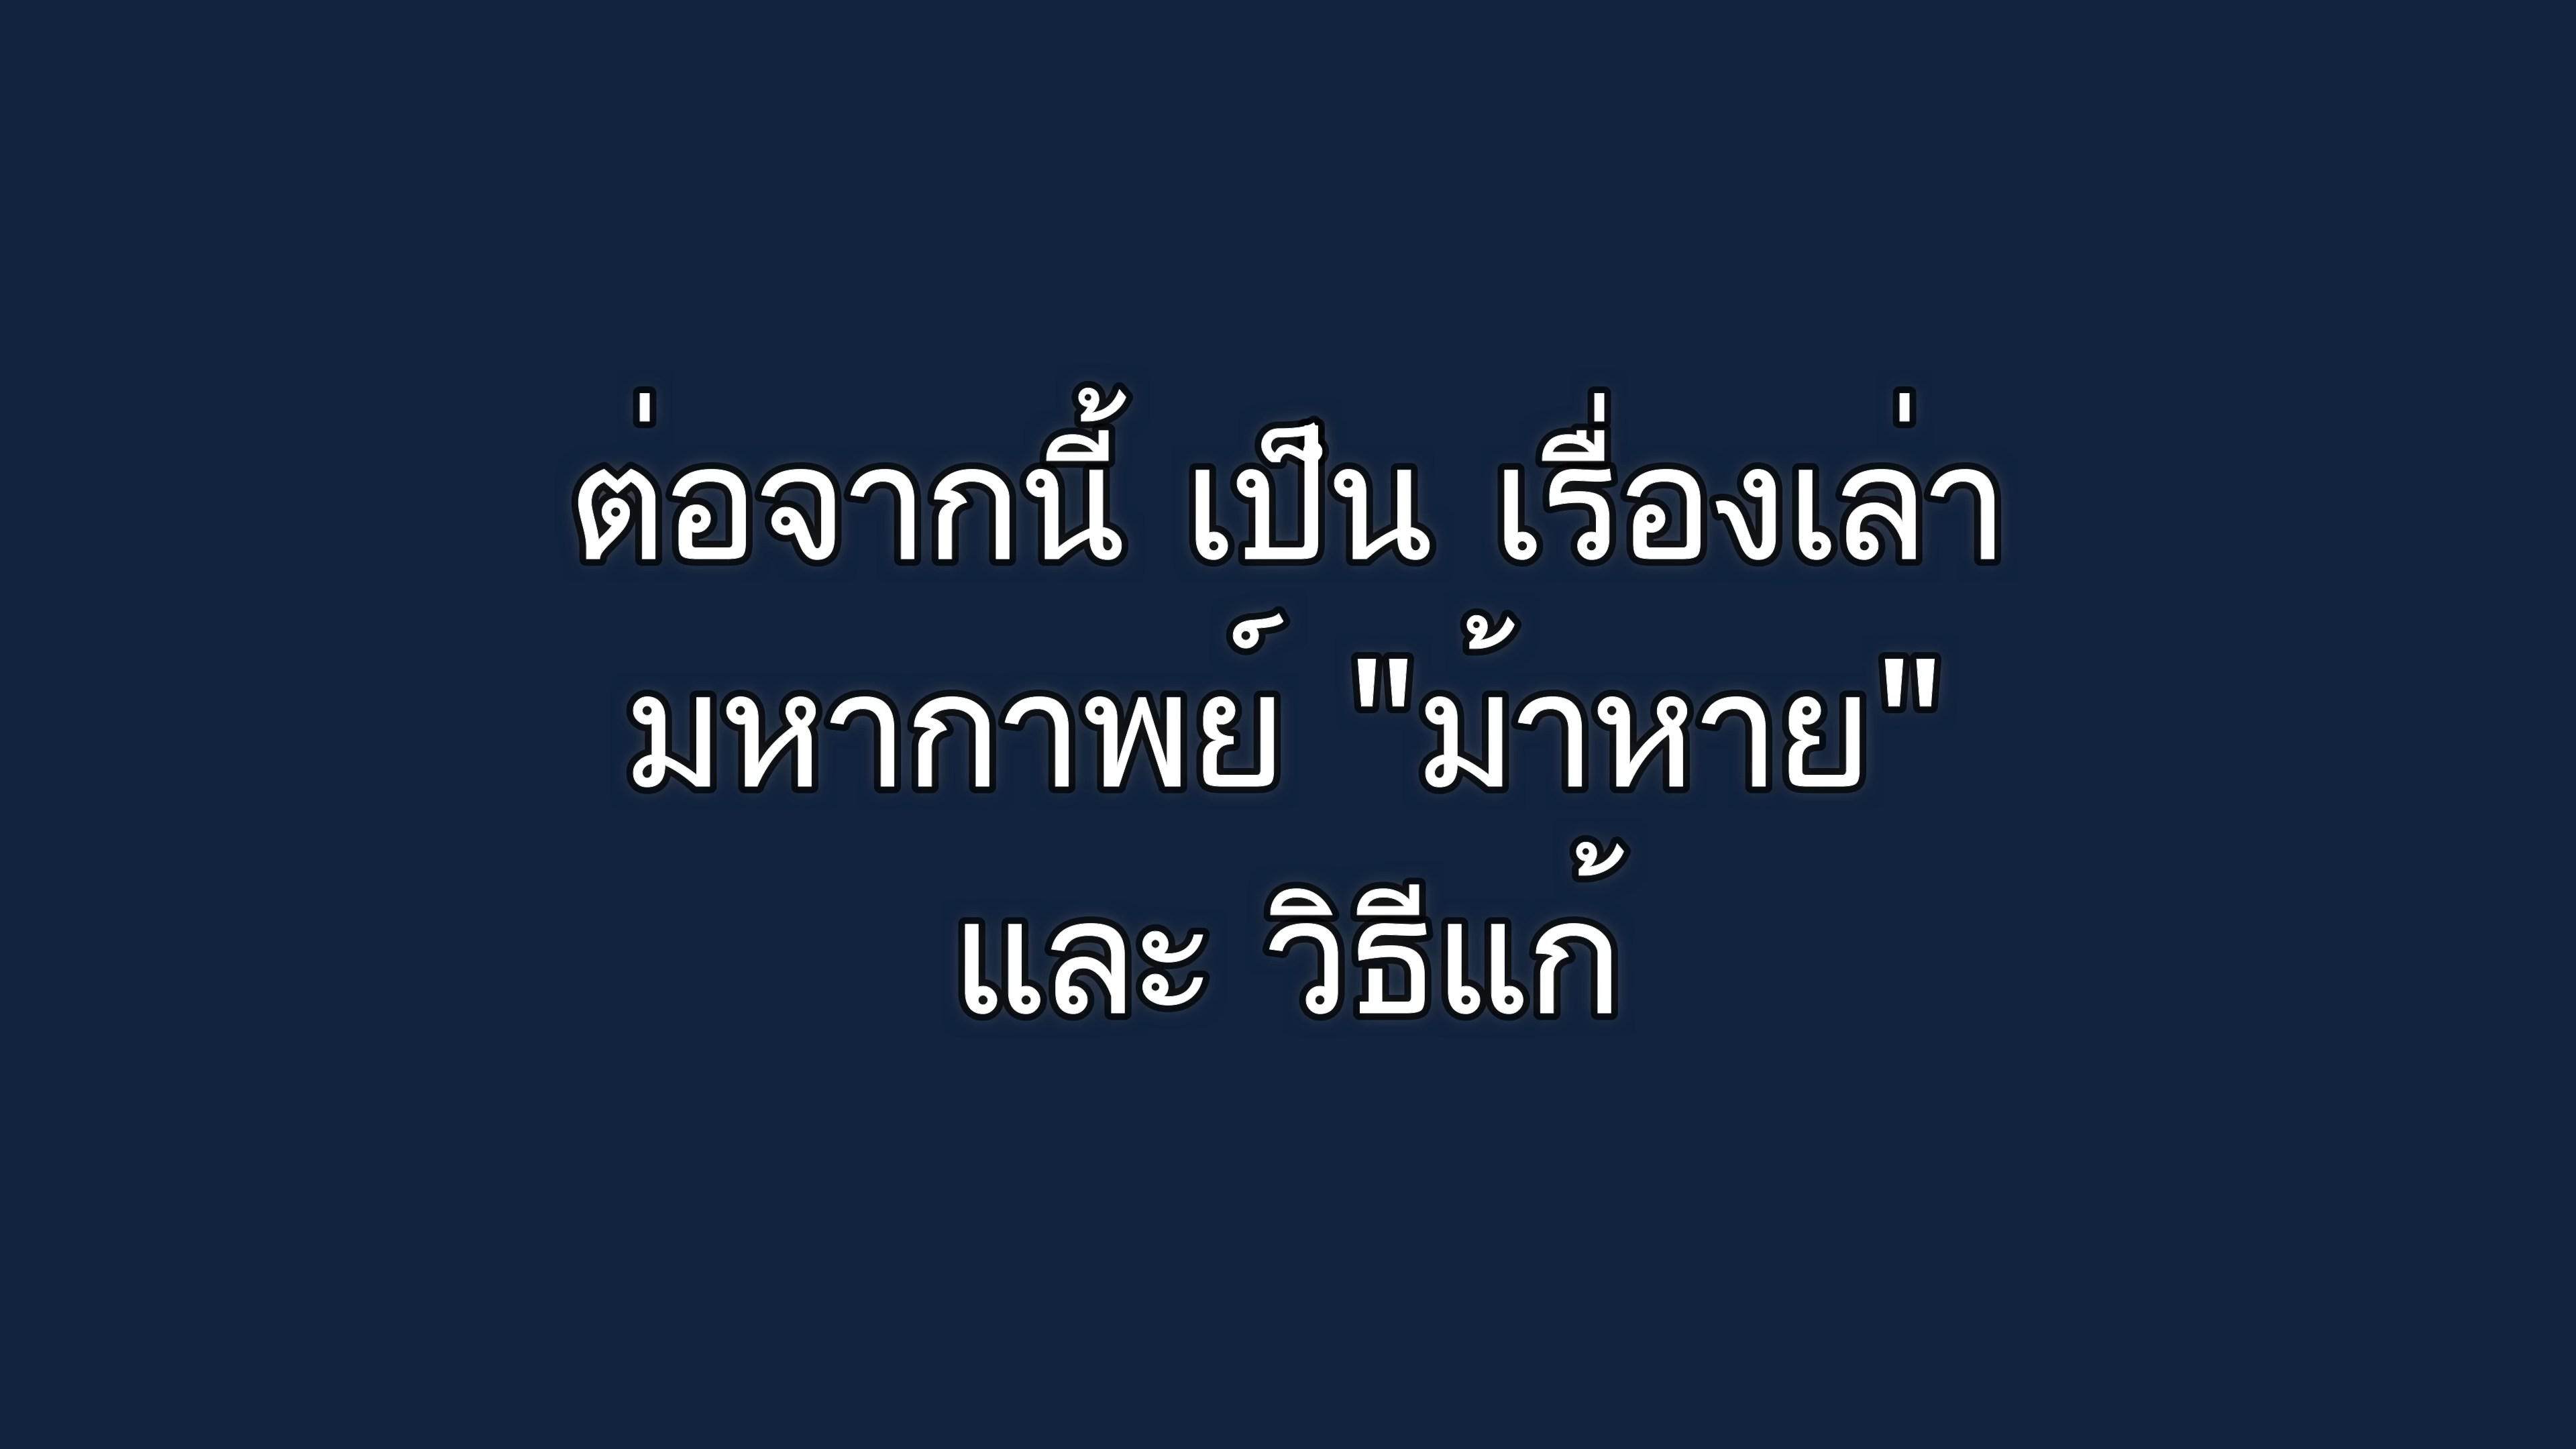 ต่อจากนี้ เป็น เรื่องเล่า
มหากาพย์ "ม้าหาย"
และ วิธีแก้